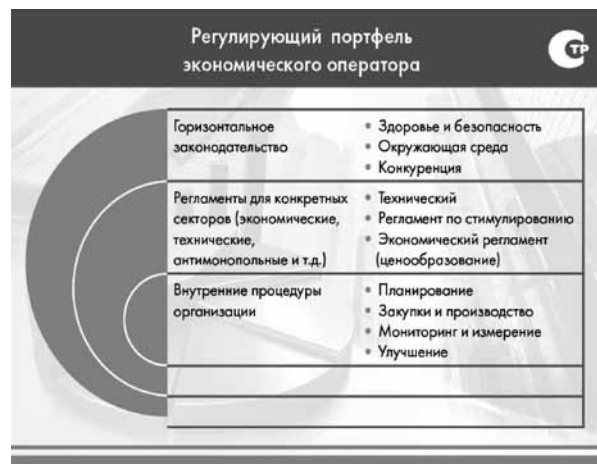 Регулирующий портфель
экономического оператора
СТР
Горизонтальное
законодательство
• Здоровье и безопасность
• Окружающая среда
• Конкуренция
Регламенты для конкретных
секторов (экономические,
технические,
антимонопольные и т.д.)
• Технический
• Регламент по стимулированию
• Экономический регламент
(ценообразование)
Внутренние процедуры
организации
• Планирование
• Закупки и производство
• Мониторинг и измерение
• Улучшение